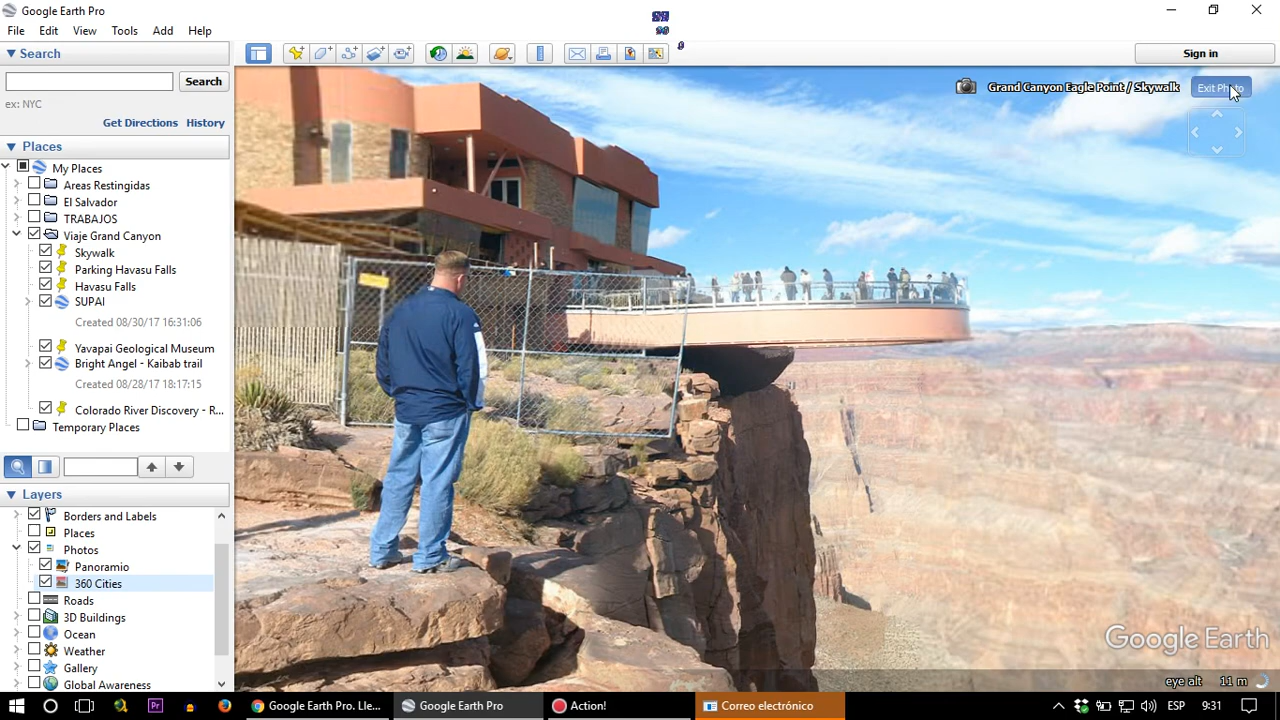 Google Earth Pro
File Edit View Tools Add Help
Search
Search
ex: NYC
Get Directions History
Places
My Places
Areas Restingidas
El Salvador
TRABAJOS
Viaje Grand Canyon
Skywalk
Parking Havasu Falls
Havasu Falls
SUPAI
Created 08/30/17 16:31:06
Yavapai Geological Museum
Bright Angel - Kaibab trail
Created 08/28/17 18:17:15
Colorado River Discovery - R...
Temporary Places
Layers
Borders and Labels
Places
Photos
Panoramio
360 Cities
Roads
3D Buildings
Ocean
Weather
Gallery
Global Awareness
Sign in
Grand Canyon Eagle Point / Skywalk
Exit Photo
Google Earth
eye alt 11 m
Google Earth Pro. Lle...
Google Earth Pro
Action!
Correo electrónico
ESP
9:31
Pr